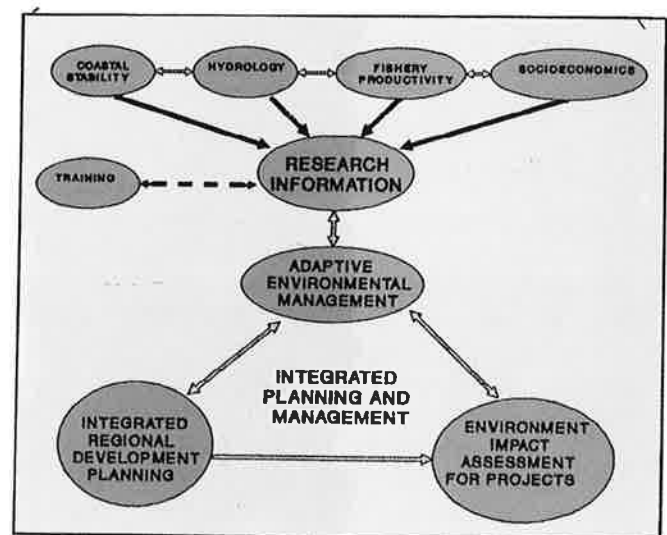 COASTAL
STABILITY
HYDROLOGY
FISHERY
PRODUCTIVITY
SOCIOECONOMICS
TRAINING
RESEARCH
INFORMATION
ADAPTIVE
ENVIRONMENTAL
MANAGEMENT
INTEGRATED
PLANNING AND
MANAGEMENT
INTEGRATED
REGIONAL
DEVELOPMENT
PLANNING
ENVIRONMENT
IMPACT
ASSESSMENT
FOR PROJECTS